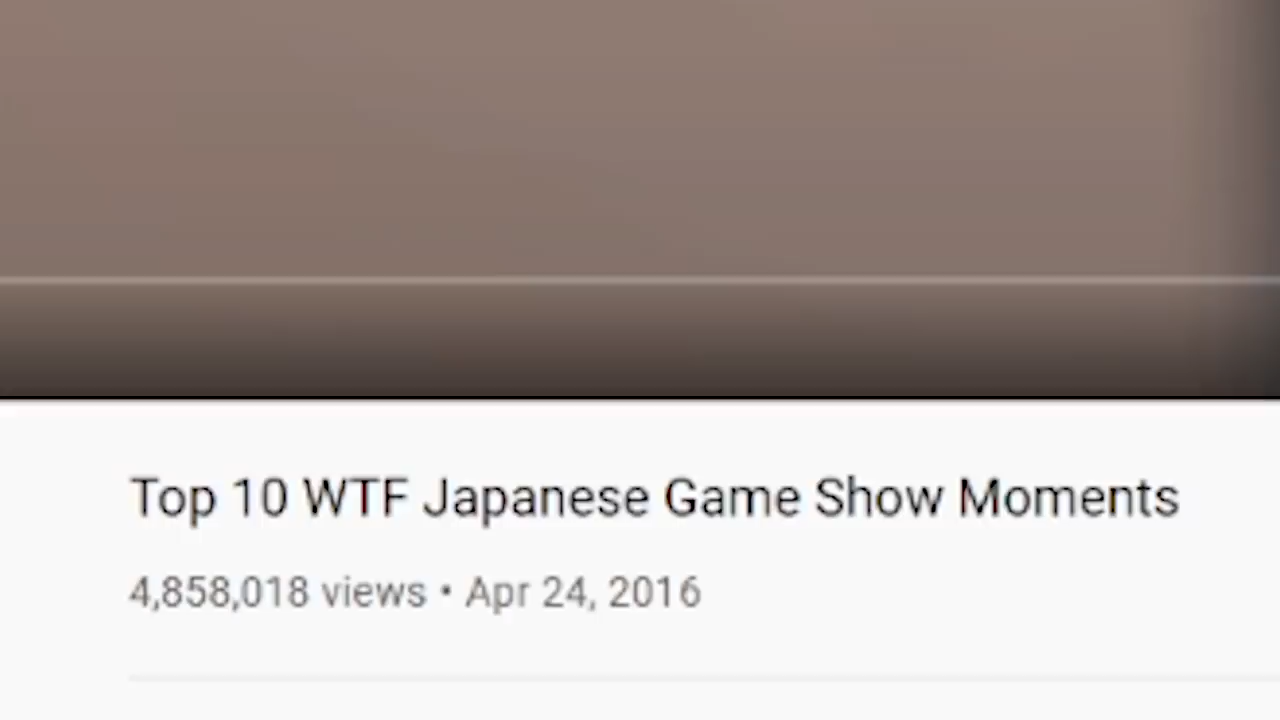 Top 10 WTF Japanese Game Show Moments
4,858,018 views • Apr 24, 2016